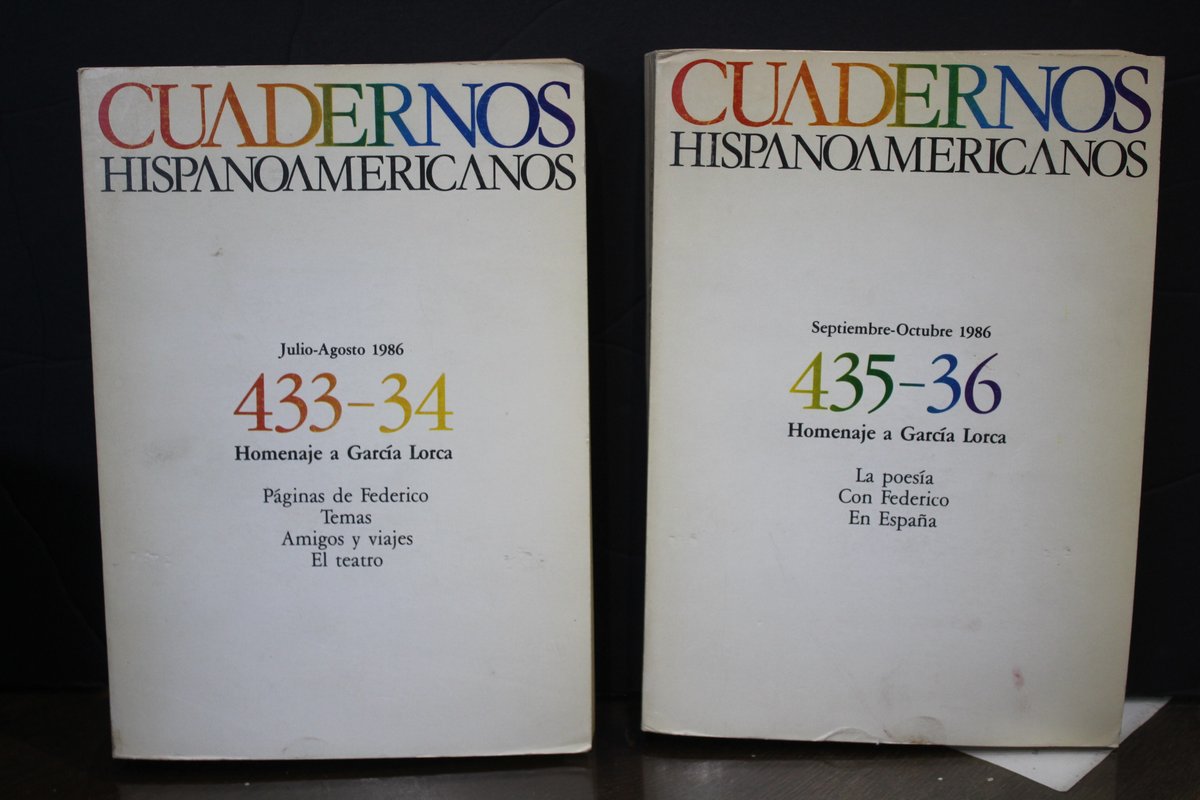 CUADERNOS
HISPANOAMERICANOS
Julio-Agosto 1986
433-34
Homenaje a García Lorca
Páginas de Federico
Temas
Amigos y viajes
El teatro
CUADERNOS
HISPANOAMERICANOS
Septiembre-Octubre 1986
435-36
Homenaje a García Lorca
La poesía
Con Federico
En España